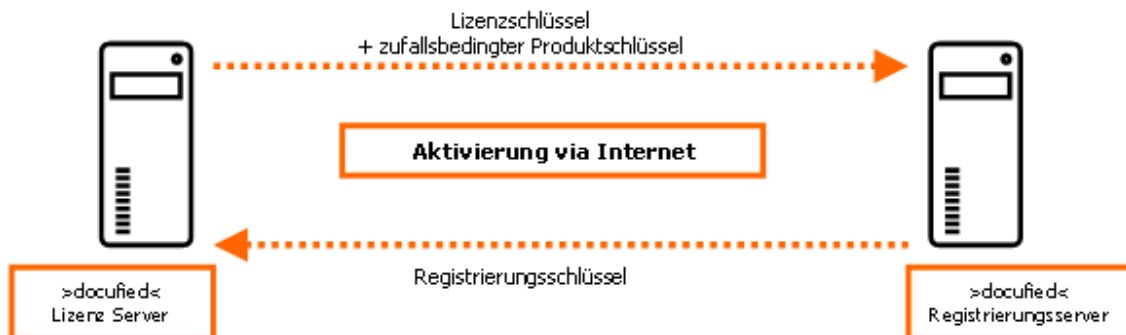 Lizenzschlüssel
+ zufallsbedingter Produktschlüssel
Aktivierung via Internet
Registrierungsschlüssel
>docufied<
Lizenz Server
>docufied<
Registrierungsserver